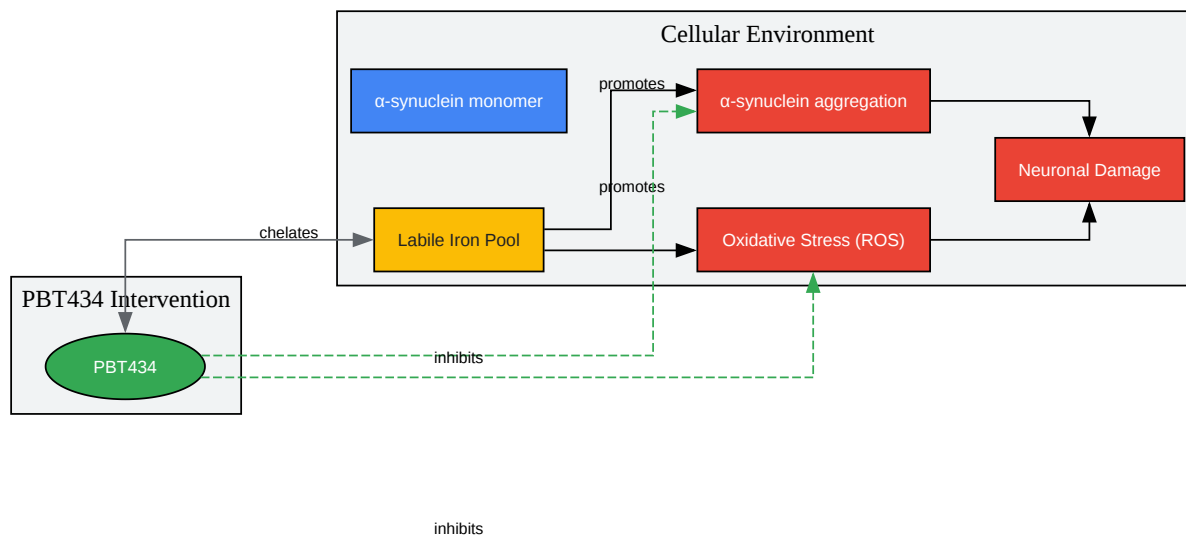 Cellular Environment
promotes
α-synuclein monomer
α-synuclein aggregation
Neuronal Damage
promotes
chelates
Labile Iron Pool
Oxidative Stress (ROS)
PBT434 Intervention
PBT434
inhibits
inhibits